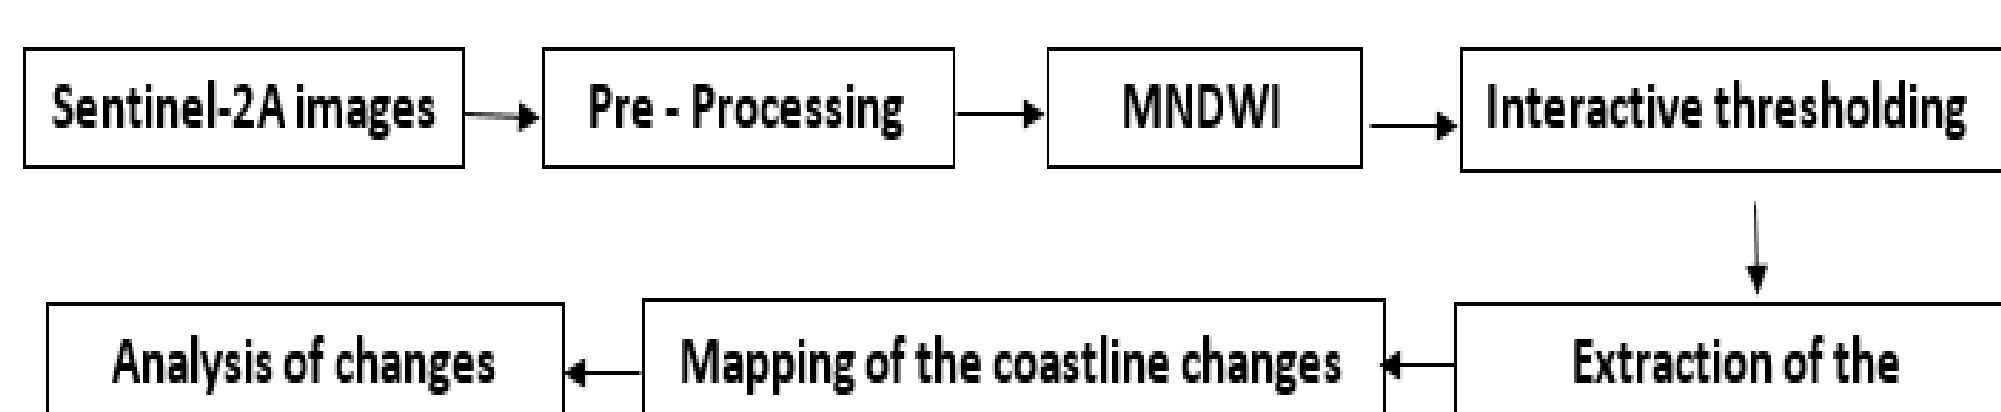 Sentinel-2A images
Pre - Processing
MNDWI
Interactive thresholding
Extraction of the
Mapping of the coastline changes
Analysis of changes